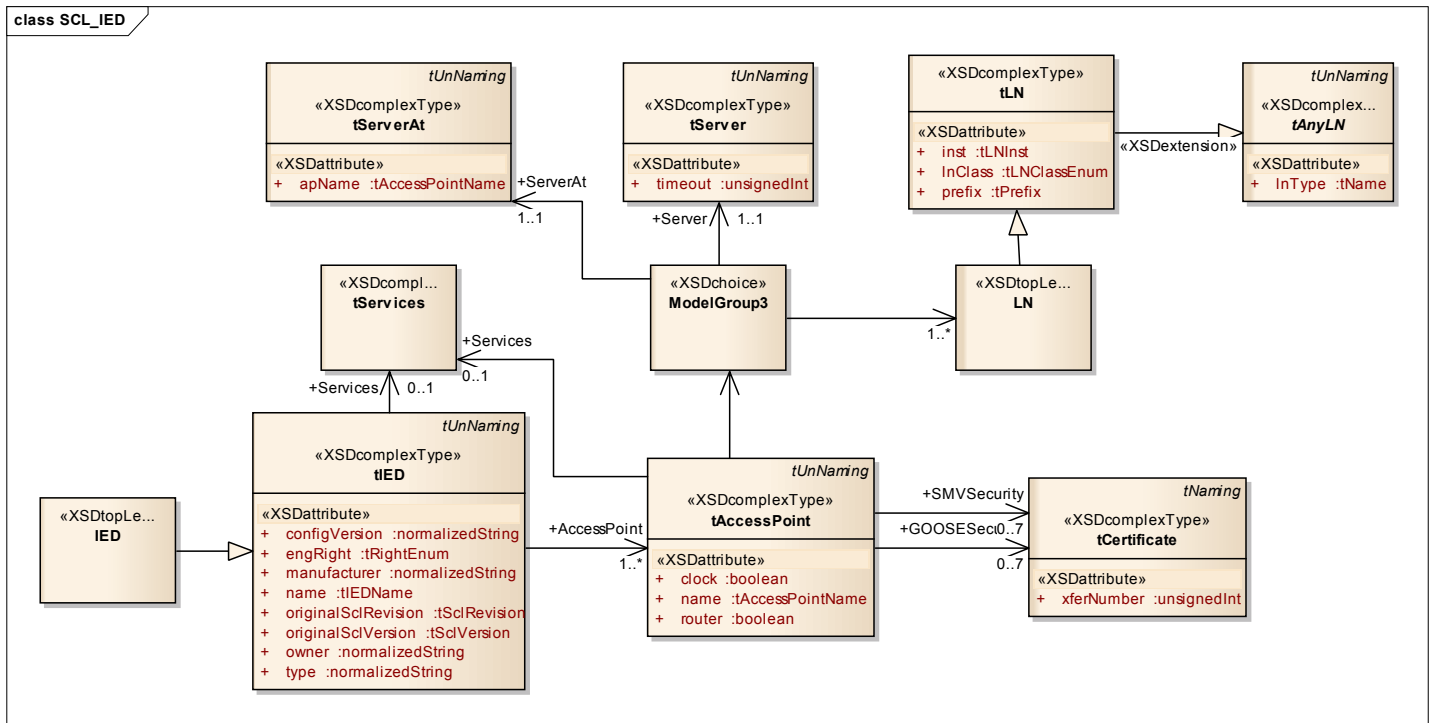 class SCL_IED
tUnNaming
«XSDcomplexType»
tServerAt
«XSDattribute»
+ apName :tAccessPointName
tUnNaming
«XSDcomplexType»
tServer
«XSDattribute»
+ timeout :unsignedInt
«XSDcomplexType»
tLN
«XSDattribute»
+ inst :tLNInst
+ lnClass :tLNClassEnum
+ prefix :tPrefix
«XSDextension»
tUnNaming
«XSDcomplex...
tAnyLN
«XSDattribute»
+ lnType :tName
+ServerAt
1..1
+Server
1..1
«XSDcompl...
tServices
«XSDchoice»
ModelGroup3
1..*
«XSDtopLe...
LN
+Services
0..1
+Services
0..1
«XSDtopLe...
IED
tUnNaming
«XSDcomplexType»
tIED
«XSDattribute»
+ configVersion :normalizedString
+ engRight :tRightEnum
+ manufacturer :normalizedString
+ name :tIEDName
+ originalSclRevision :tSclRevision
+ originalSclVersion :tSclVersion
+ owner :normalizedString
+ type :normalizedString
+AccessPoint
1..*
tUnNaming
«XSDcomplexType»
tAccessPoint
«XSDattribute»
+ clock :boolean
+ name :tAccessPointName
+ router :boolean
+SMVSecurity
+GOOSESecu0..7
0..7
tNaming
«XSDcomplexType»
tCertificate
«XSDattribute»
+ xferNumber :unsignedInt